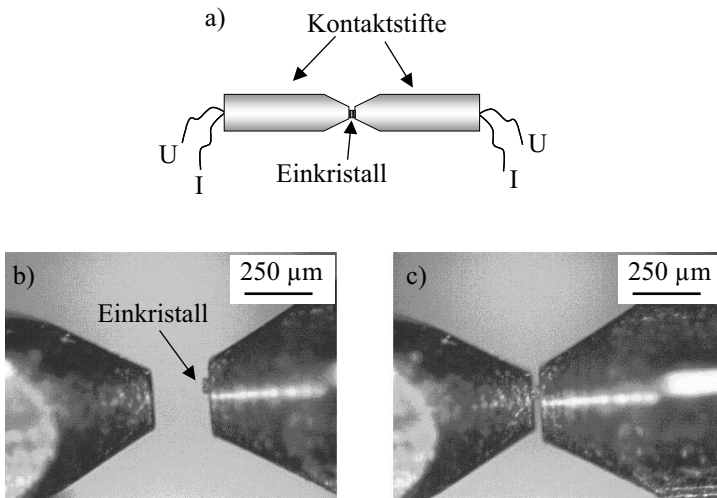 a)
Kontaktstifte
U
I
Einkristall
U
I
b)
250 µm
Einkristall
c)
250 µm